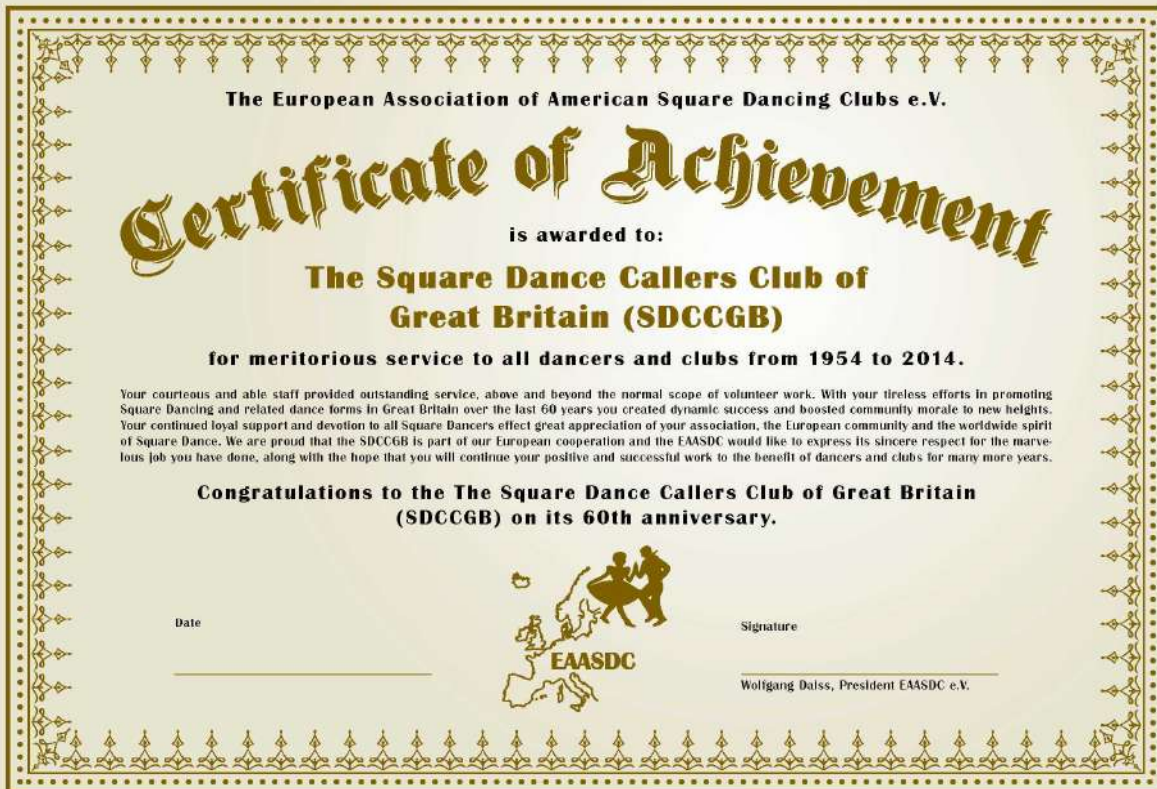 The European Association of American Square Dancing Clubs e.V.
Certificate of Achievement
is awarded to:
The Square Dance Callers Club of
Great Britain (SDCCGB)
for meritorious service to all dancers and clubs from 1954 to 2014.
Your courteous and able staff provided outstanding service, above and beyond the normal scope of volunteer work. With your tireless efforts in promoting
Square Dancing and related dance forms in Great Britain over the last 60 years you created dynamic success and boosted community morale to new heights.
Your continued loyal support and devotion to all Square Dancers effect great appreciation of your association, the European community and the worldwide spirit
of Square Dance. We are proud that the SDCCGB is part of our European cooperation and the EAASDC would like to express its sincere respect for the marve-
lous job you have done, along with the hope that you will continue your positive and successful work to the benefit of dancers and clubs for many more years.
Congratulations to the The Square Dance Callers Club of Great Britain
(SDCCGB) on its 60th anniversary.
Date
Signature
EAASDC
Wolfgang Daiss, President EAASDC e.V.